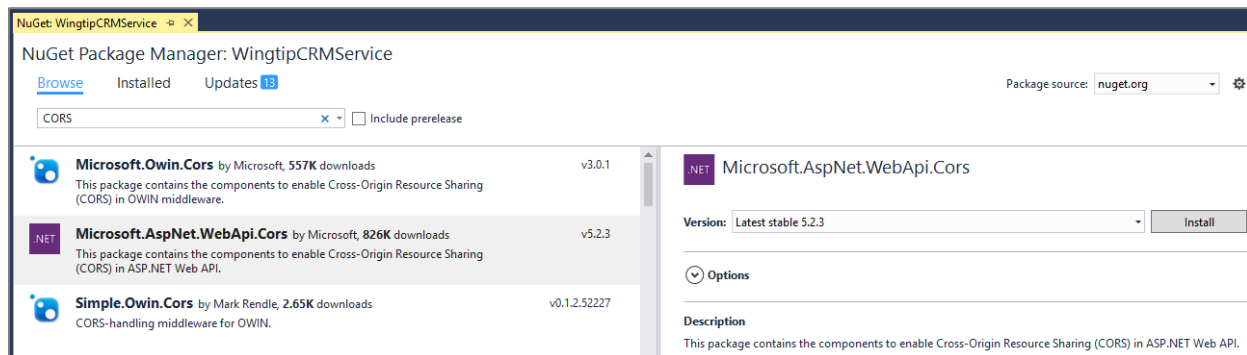 NuGet: WingtipCRMService
NuGet Package Manager: WingtipCRMService
Browse Installed Updates 13
Package source: nuget.org
CORS
Include prerelease
Microsoft.Owin.Cors by Microsoft, 557K downloads v3.0.1
This package contains the components to enable Cross-Origin Resource Sharing
(CORS) in OWIN middleware.
.NET
Microsoft.AspNet.WebApi.Cors by Microsoft, 826K downloads v5.2.3
This package contains the components to enable Cross-Origin Resource Sharing
(CORS) in ASP.NET Web API.
Simple.Owin.Cors by Mark Rendle, 2.65K downloads v0.1.2.52227
CORS-handling middleware for OWIN.
.NET
Microsoft.AspNet.WebApi.Cors
Version: Latest stable 5.2.3 Install
Options
Description
This package contains the components to enable Cross-Origin Resource Sharing (CORS) in ASP.NET Web API.